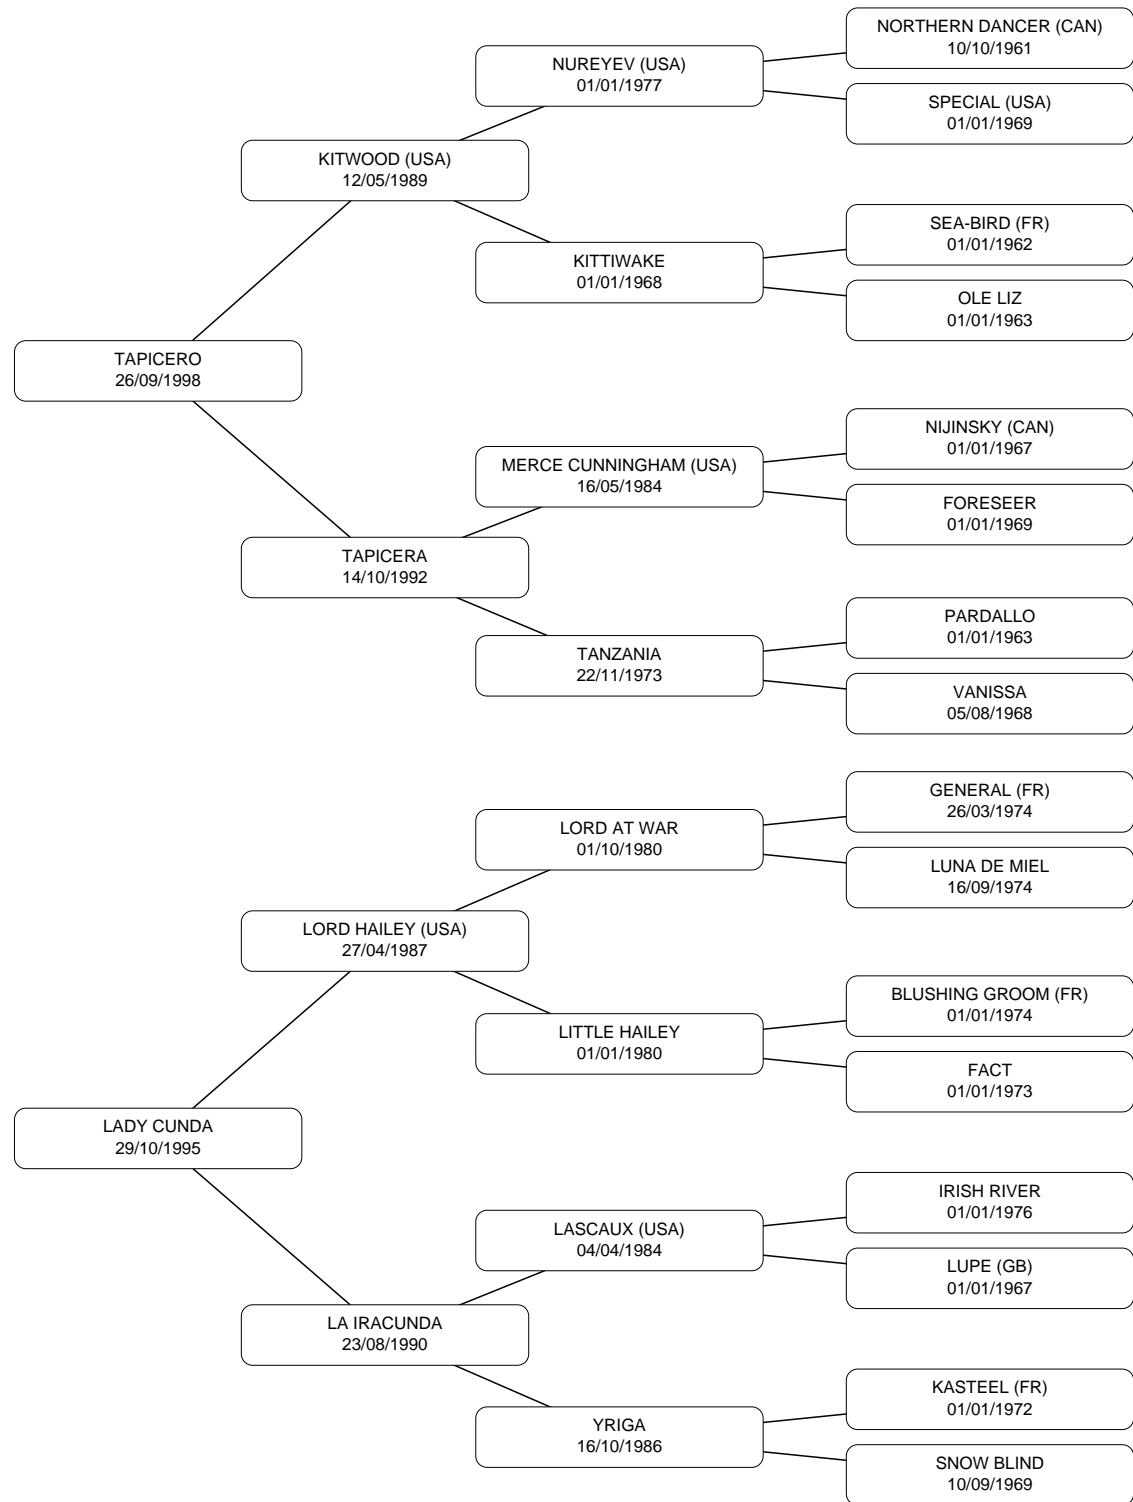 NORTHERN DANCER (CAN)
10/10/1961
NUREYEV (USA)
01/01/1977
SPECIAL (USA)
01/01/1969
KITWOOD (USA)
12/05/1989
SEA-BIRD (FR)
01/01/1962
KITTIWAKE
01/01/1968
OLE LIZ
01/01/1963
TAPICERO
26/09/1998
NIJINSKY (CAN)
01/01/1967
MERCE CUNNINGHAM (USA)
16/05/1984
FORESEER
01/01/1969
TAPICERA
14/10/1992
PARDALLO
01/01/1963
TANZANIA
22/11/1973
VANISSA
05/08/1968
GENERAL (FR)
26/03/1974
LORD AT WAR
01/10/1980
LUNA DE MIEL
16/09/1974
LORD HAILEY (USA)
27/04/1987
BLUSHING GROOM (FR)
01/01/1974
LITTLE HAILEY
01/01/1980
FACT
01/01/1973
LADY CUNDA
29/10/1995
IRISH RIVER
01/01/1976
LASCAUX (USA)
04/04/1984
LUPE (GB)
01/01/1967
LA IRACUNDA
23/08/1990
KASTEEL (FR)
01/01/1972
YRIGA
16/10/1986
SNOW BLIND
10/09/1969